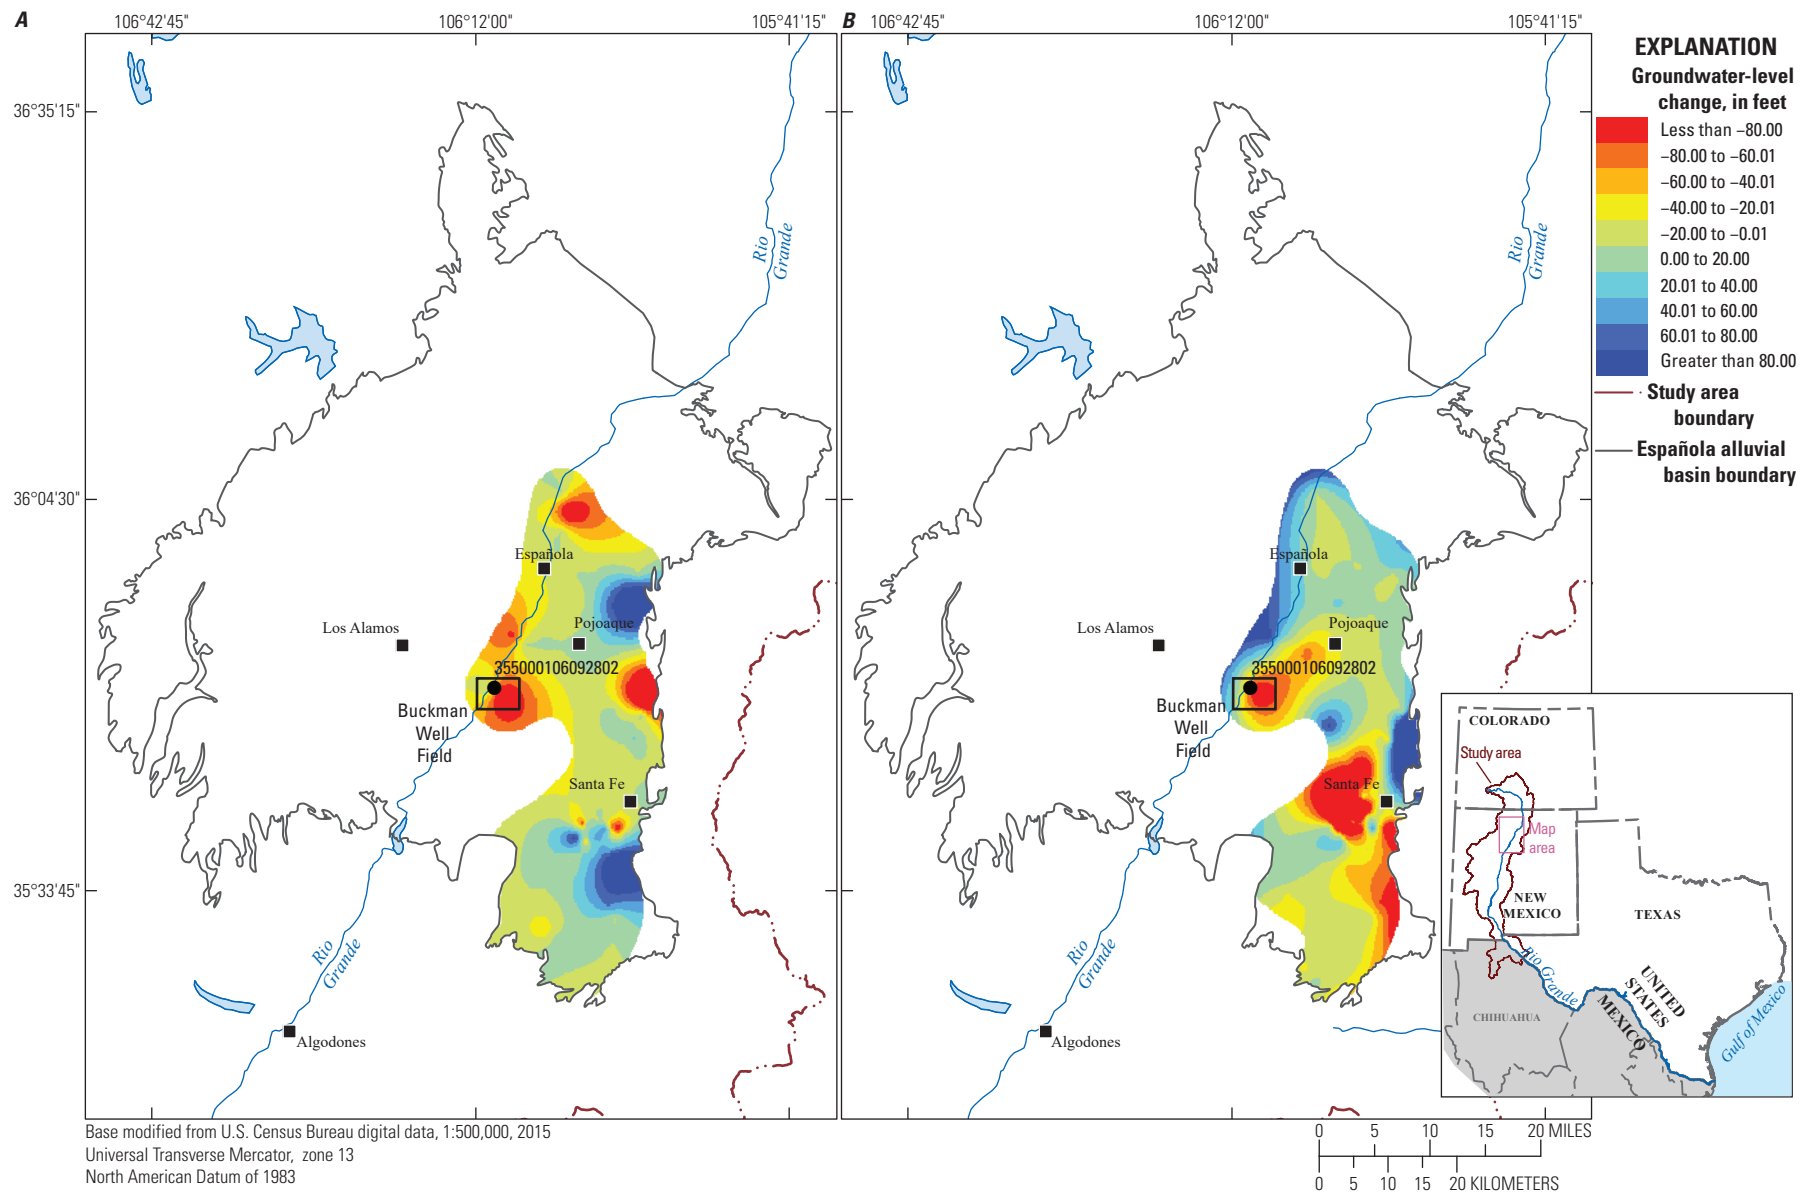 A
106°42'45"
106°12'00"
105°41'15"
B
106°42'45"
106°12'00"
105°41'15"
36°35'15"
36°04'30"
35°33'45"
Rio
Grande
Española
Los Alamos
Pojoaque
355000106092802
Buckman
Well
Field
Santa Fe
Rio
Grande
Algodones
Rio
Grande
Española
Los Alamos
Pojoaque
355000106092802
Buckman
Well
Field
Santa Fe
Rio
Grande
Algodones
EXPLANATION
Groundwater-level
change, in feet
Less than −80.00
−80.00 to −60.01
−60.00 to −40.01
−40.00 to −20.01
−20.00 to −0.01
0.00 to 20.00
20.01 to 40.00
40.01 to 60.00
60.01 to 80.00
Greater than 80.00
Study area
boundary
Española alluvial
basin boundary
COLORADO
Study area
Map
area
NEW
MEXICO
TEXAS
Rio Grande
UNITED
STATES
MEXICO
CHIHUAHUA
Gulf of Mexico
Base modified from U.S. Census Bureau digital data, 1:500,000, 2015
Universal Transverse Mercator, zone 13
North American Datum of 1983
0 5 10 15 20 MILES
0 5 10 15 20 KILOMETERS